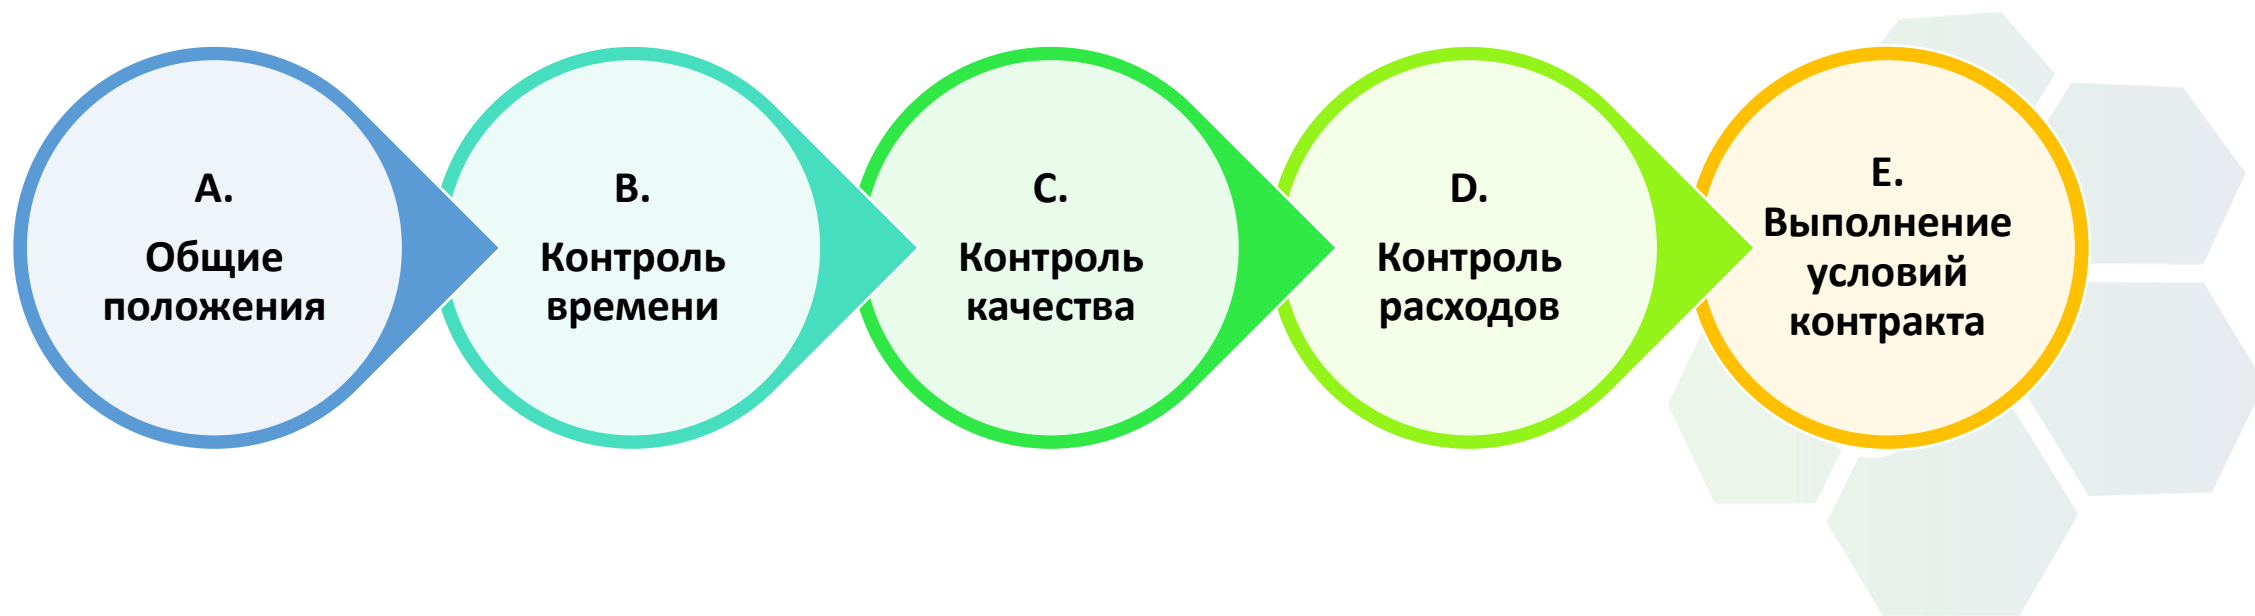 A.
Общие
положения
B.
Контроль
времени
C.
Контроль
качества
D.
Контроль
расходов
E.
Выполнение
условий
контракта